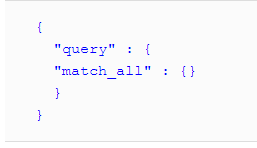 {
"query" : {
"match_all" : {}
}
}